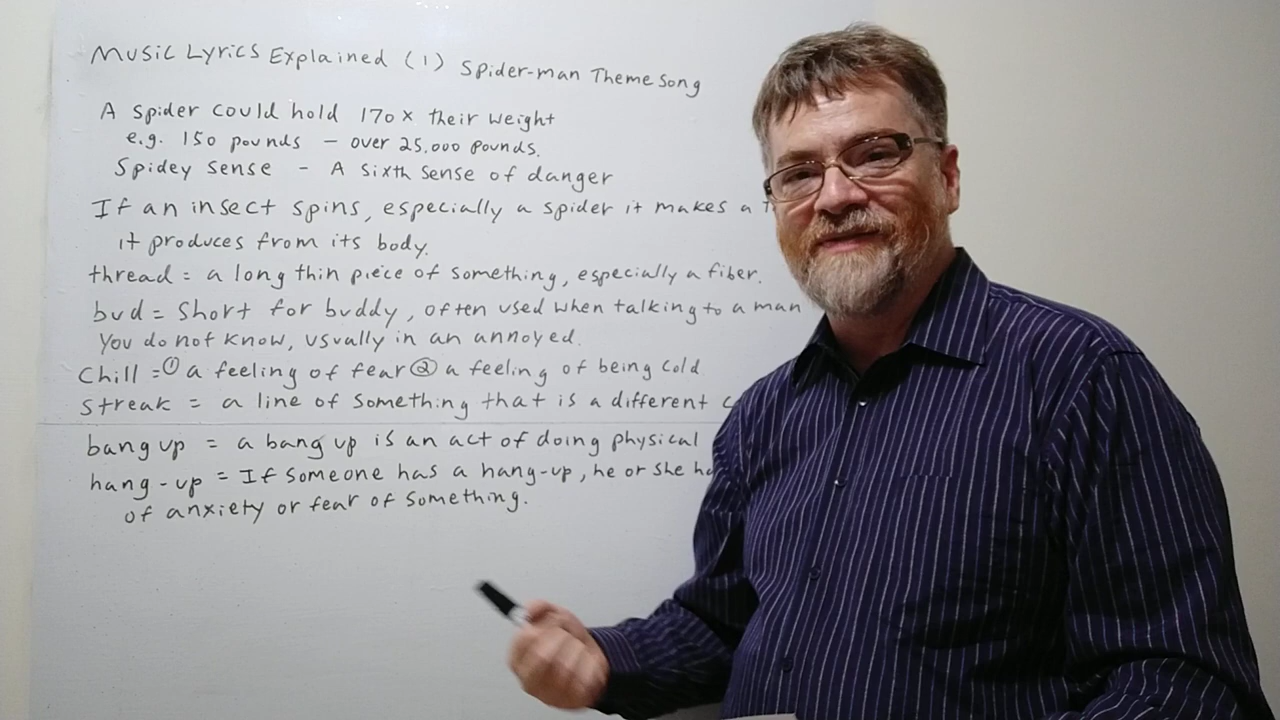 Music Lyrics Explained (1) Spider-man Theme Song
A spider could hold 170x their weight
e.g. 150 pounds – over 25,000 pounds.
Spidey sense - A sixth sense of danger
If an insect spins, especially a spider it makes a
it produces from its body.
thread = a long thin piece of something, especially a fiber.
bud = short for buddy, often used when talking to a man
You do not know, usually in an annoyed.
Chill = ① a feeling of fear ② a feeling of being cold
Streak = a line of something that is a different
bang up = a bang up is an act of doing physical
hang-up = If someone has a hang-up, he or she
of anxiety or fear of something.